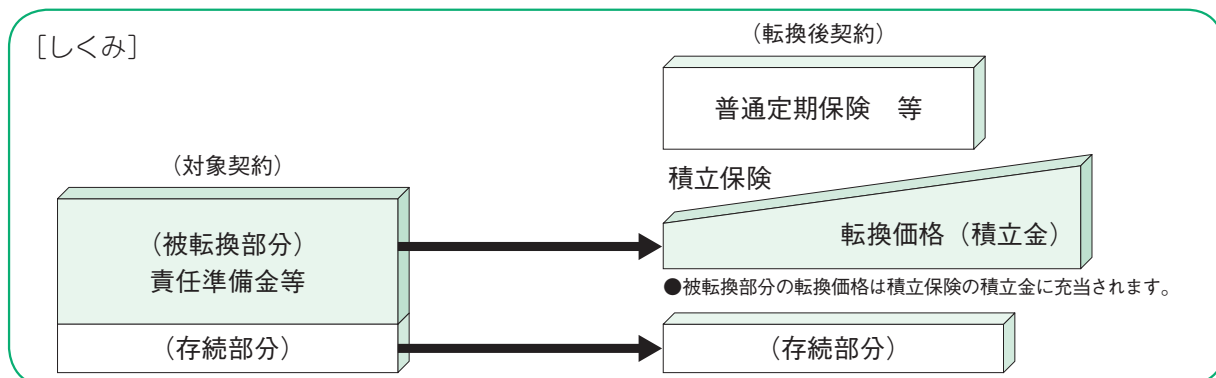 [しくみ]
(対象契約)
(被転換部分)
責任準備金等
(存続部分)
(転換後契約)
普通定期保険　等
積立保険
転換価格(積立金)
●被転換部分の転換価格は積立保険の積立金に充当されます。
(存続部分)